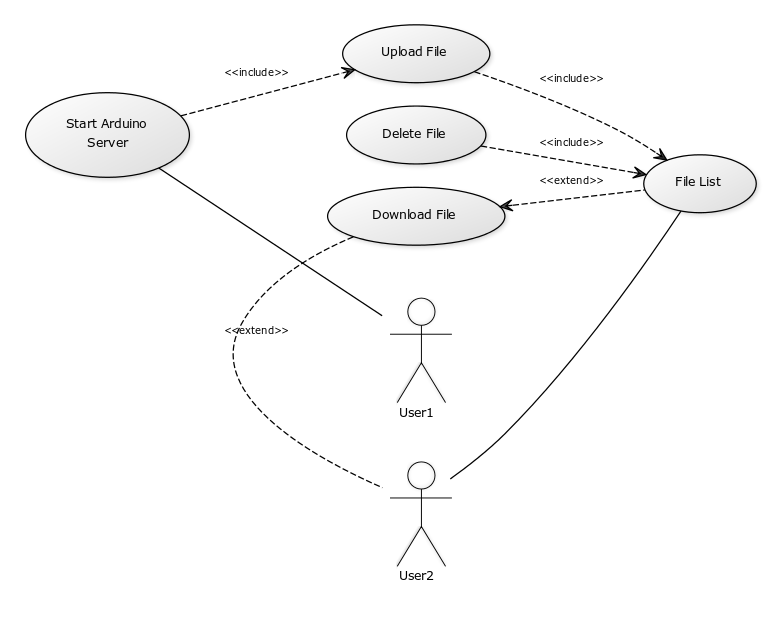 Upload File
<<include>>
<<include>>
Start Arduino
Server
Delete File
<<include>>
<<extend>>
File List
Download File
<<extend>>
User1
User2